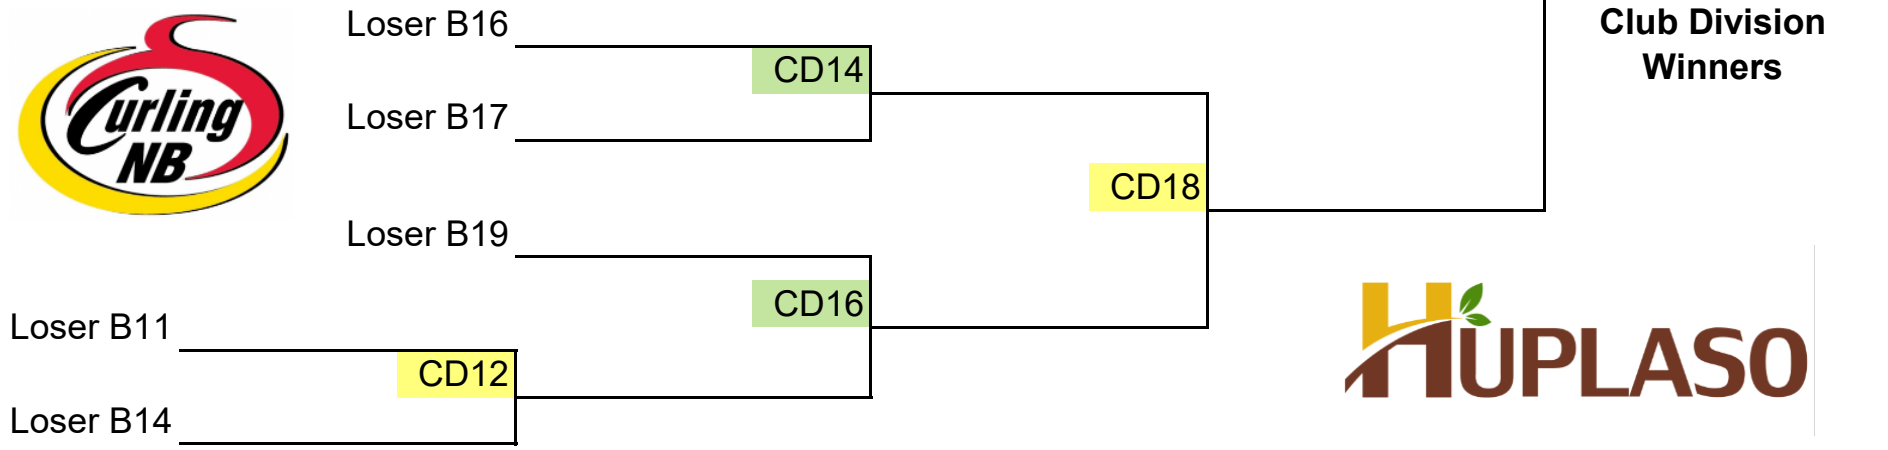 Loser B16
Club Division
Winners
CD14
Loser B17
Curling
NB
CD18
Loser B19
CD16
Loser B11
HUPLASO
CD12
Loser B14